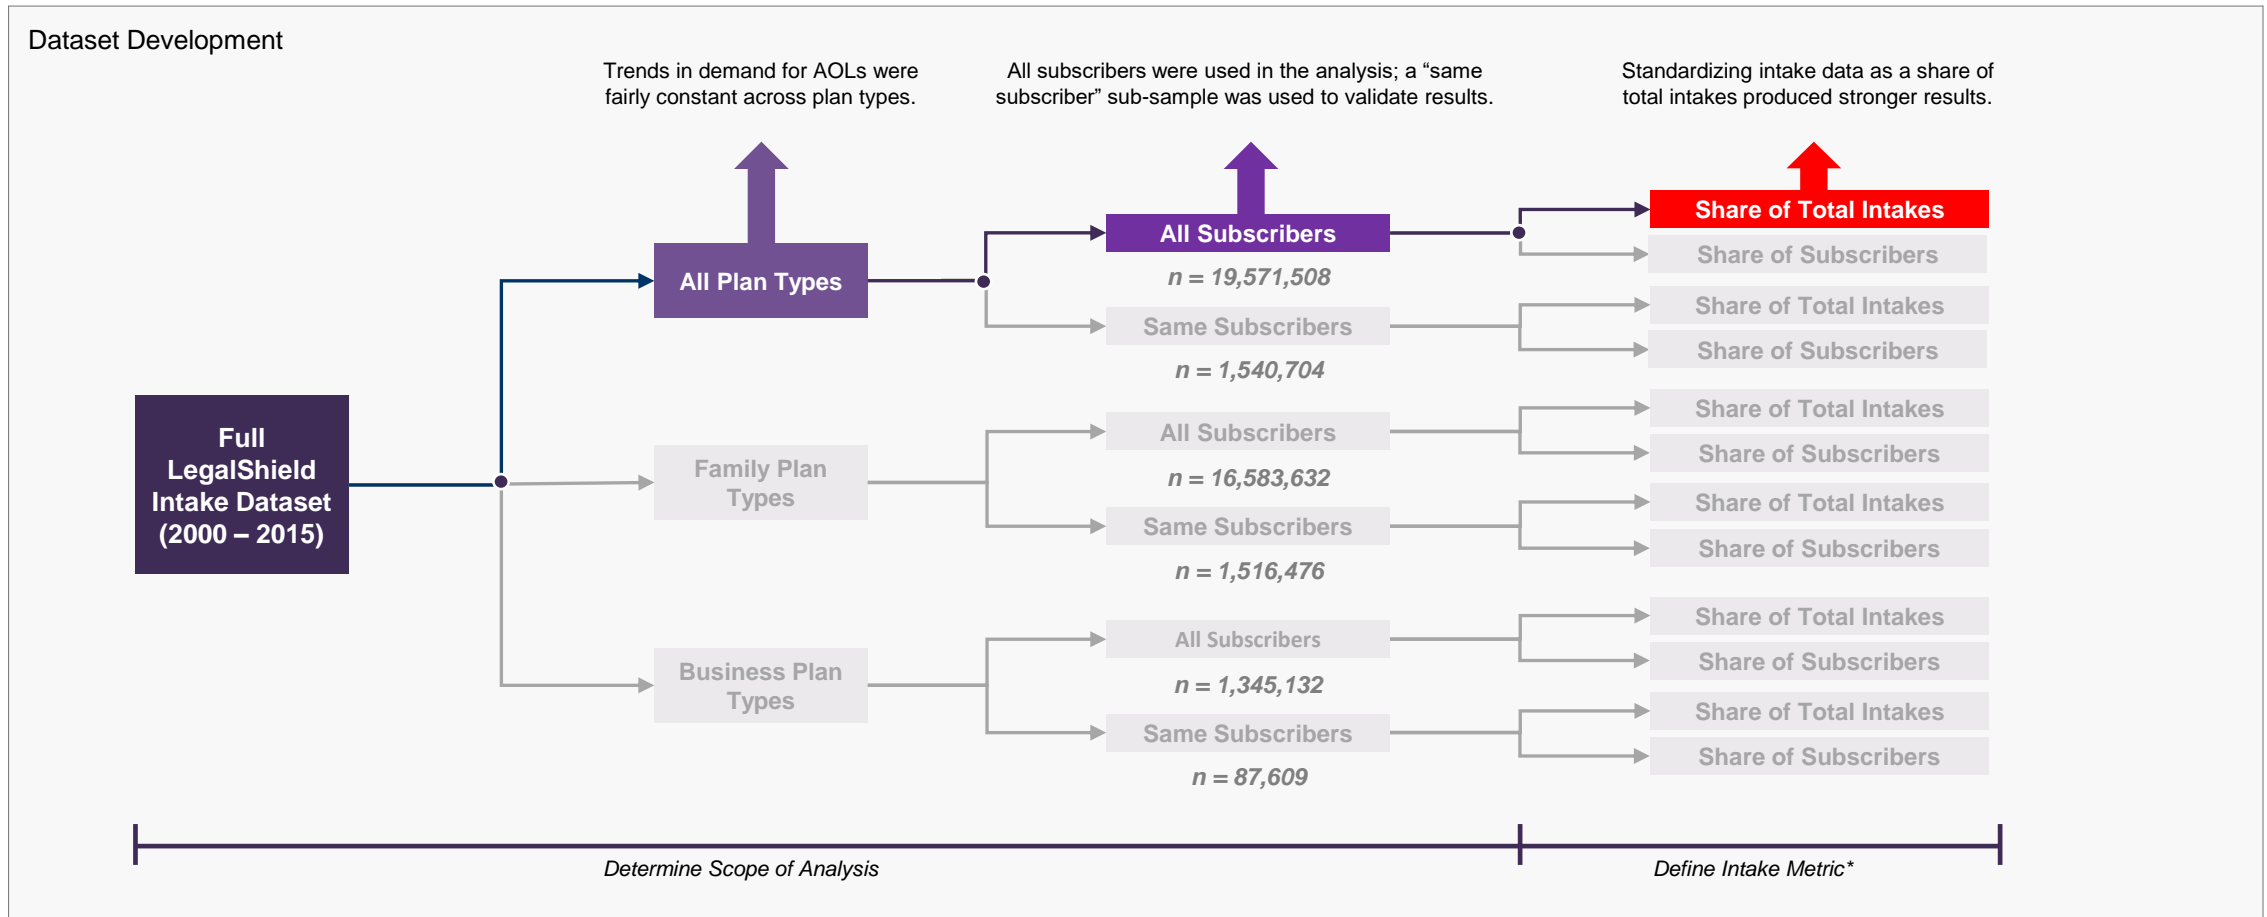 Dataset Development
Trends in demand for AOLs were
fairly constant across plan types.
All subscribers were used in the analysis; a “same
subscriber” sub-sample was used to validate results.
Standardizing intake data as a share of
total intakes produced stronger results.
Full
LegalShield
Intake Dataset
(2000 – 2015)
All Plan Types
Family Plan
Types
Business Plan
Types
All Subscribers
n = 19,571,508
Same Subscribers
n = 1,540,704
All Subscribers
n = 16,583,632
Same Subscribers
n = 1,516,476
All Subscribers
n = 1,345,132
Same Subscribers
n = 87,609
Share of Total Intakes
Share of Subscribers
Share of Total Intakes
Share of Subscribers
Share of Total Intakes
Share of Subscribers
Share of Total Intakes
Share of Subscribers
Share of Total Intakes
Share of Subscribers
Share of Total Intakes
Share of Subscribers
Determine Scope of Analysis
Define Intake Metric*